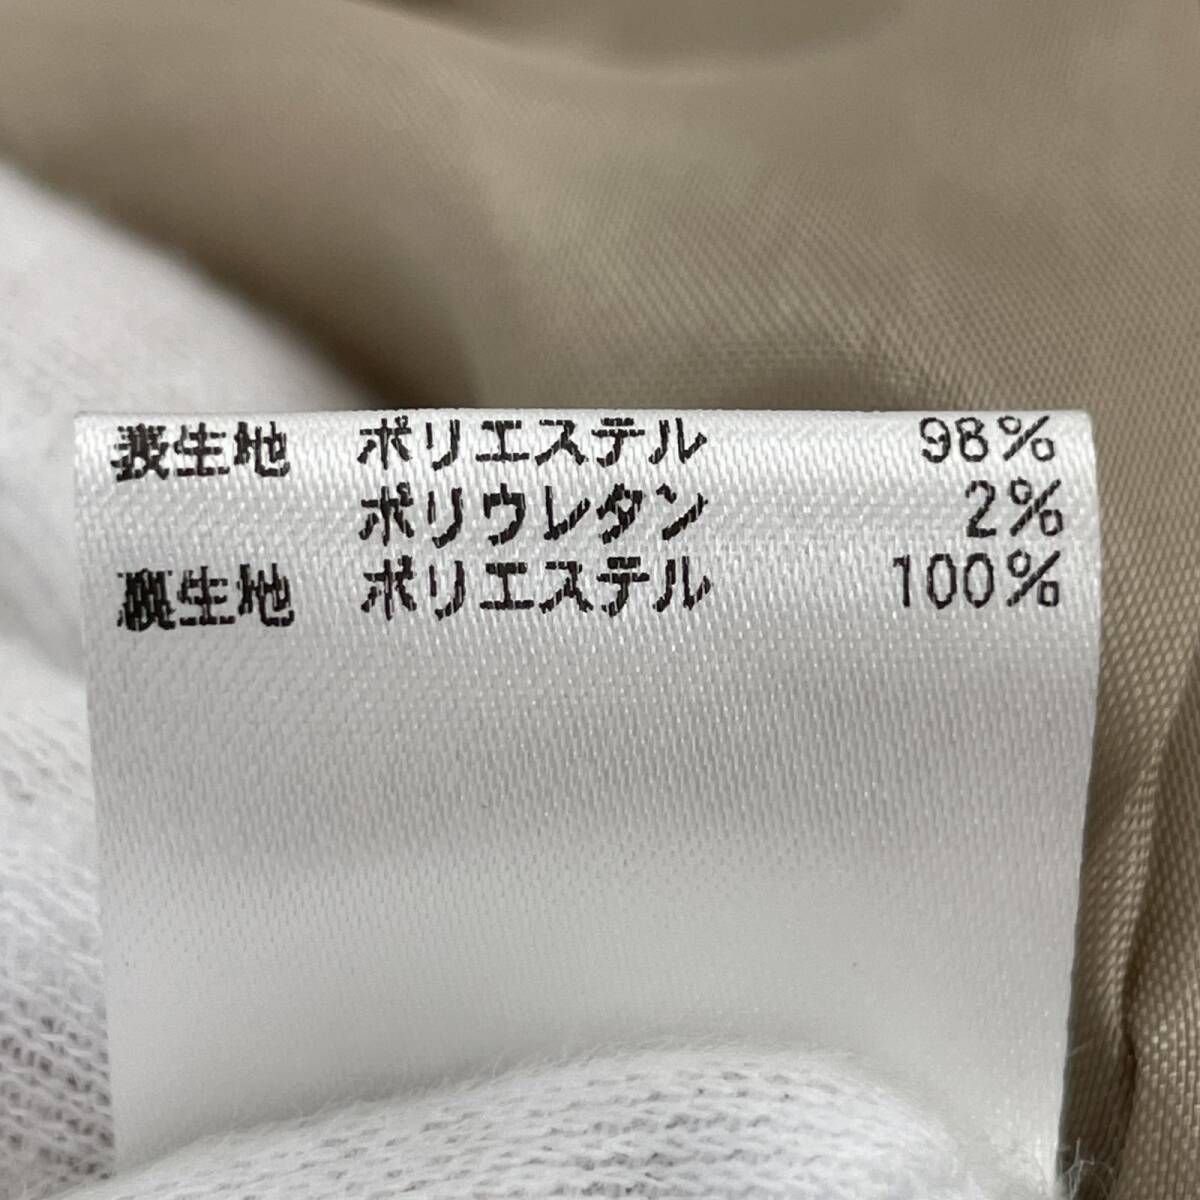 表生地 ポリエステル 98%
ポリウレタン 2%
裏生地 ポリエステル 100%